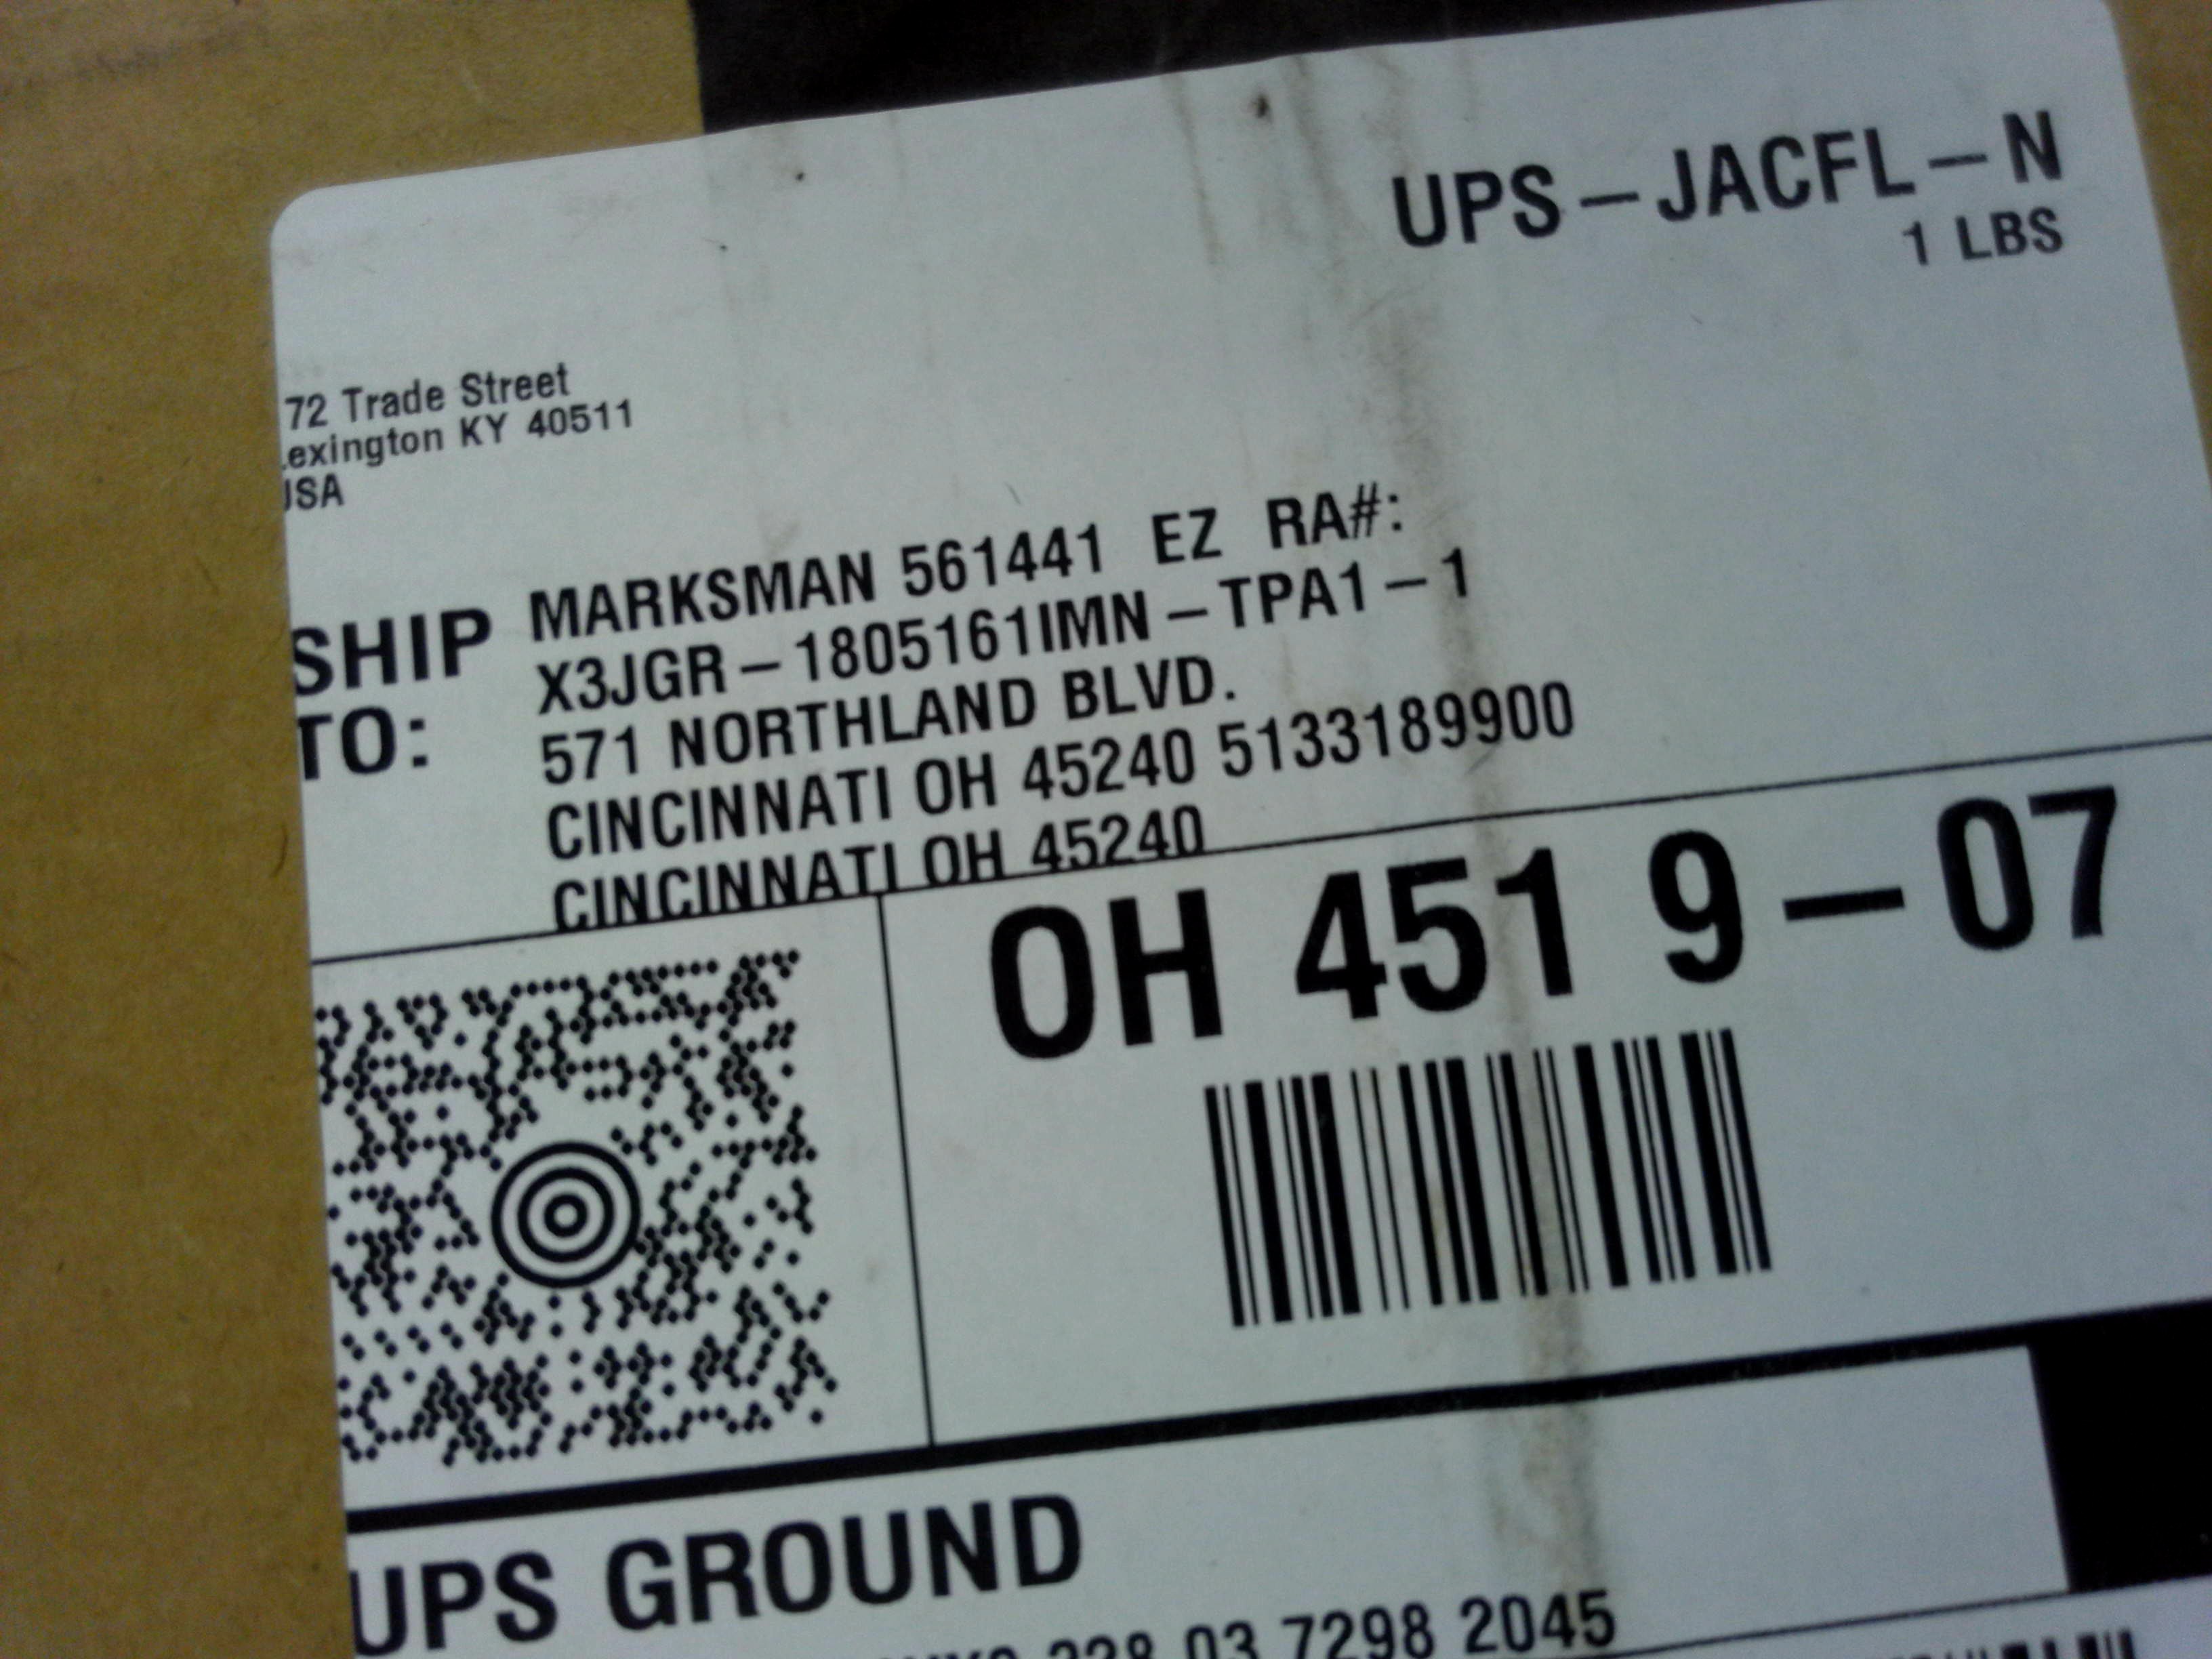 UPS-JACFL-N
1 LBS
72 Trade Street
exington KY 40511
USA
SHIP TO:
MARKSMAN 561441 EZ RA#:
X3JGR-1805161IMN-TPA1-1
571 NORTHLAND BLVD.
CINCINNATI OH 45240 5133189900
CINCINNATI OH 45240
OH 451 9-07
UPS GROUND
03 7298 2045